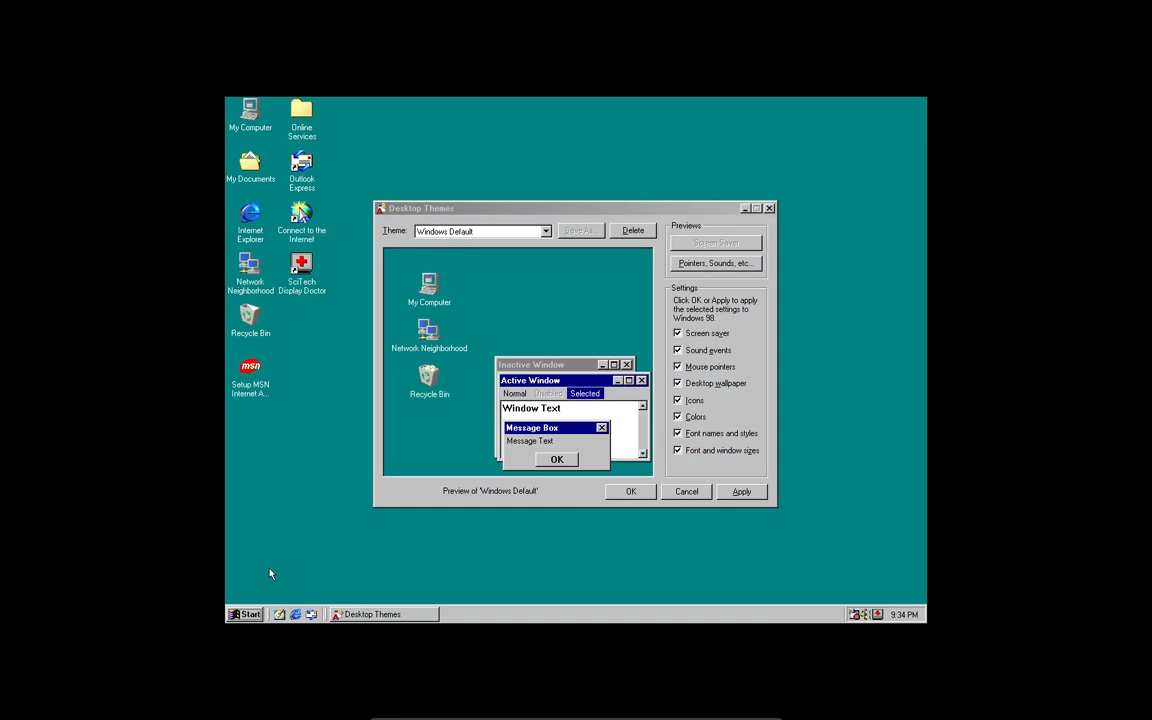 My Computer
Online
Services
My Documents
Outlook
Express
Internet
Explorer
Connect to the
Internet
Network
Neighborhood
SciTech
Display Doctor
Recycle Bin
msn
Setup MSN
Internet A...
Desktop Themes
Theme:
Windows Default
Save As...
Delete
Previews
Screen Saver
Pointers, Sounds, etc...
My Computer
Network Neighborhood
Recycle Bin
Inactive Window
Active Window
Normal Disabled Selected
Window Text
Message Box
Message Text
OK
Settings
Click OK or Apply to apply
the selected settings to
Windows 98.
Screen saver
Sound events
Mouse pointers
Desktop wallpaper
Icons
Colors
Font names and styles
Font and window sizes
Preview of 'Windows Default'
OK
Cancel
Apply
Start
Desktop Themes
9:34 PM